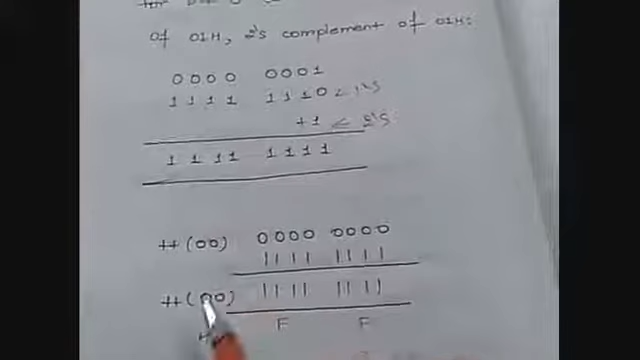 of 01H, 2's complement of 01H:
0000 0001
1111 1110 < 1's
+1 < 2's
1111 1111
H(00) 0000 0000
1111 1111
H(00) 1111 1111
F F